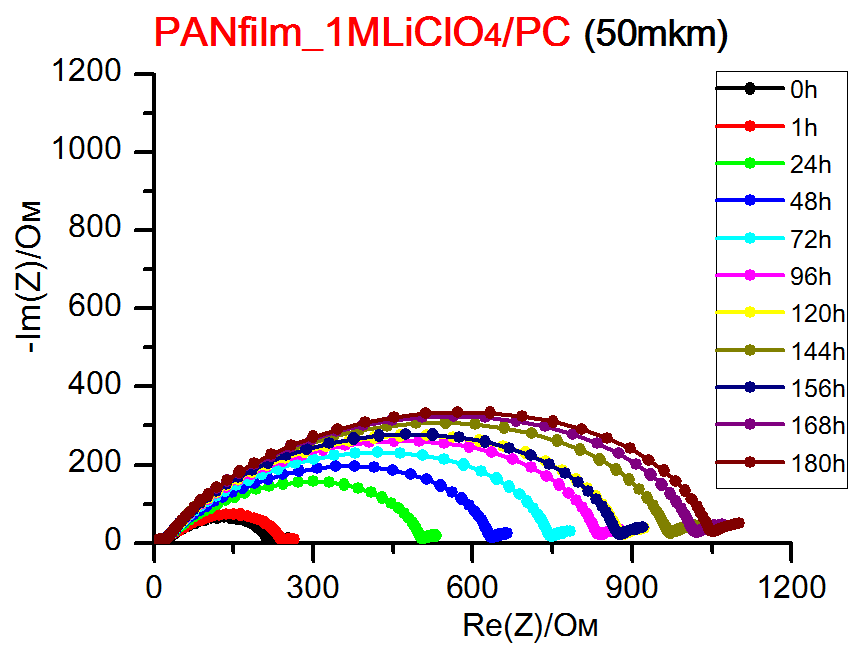 PANfilm_1MLiClO4/PC (50mkm)
1200
1000
800
600
400
200
0
-Im(Z)/Ом
0 300 600 900 1200
Re(Z)/Ом
0h
1h
24h
48h
72h
96h
120h
144h
156h
168h
180h